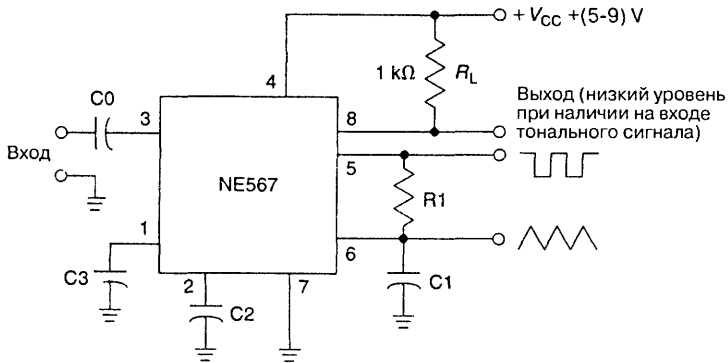 + VCC +(5-9) V
4
1 kΩ
RL
C0
3
8
Выход (низкий уровень
при наличии на входе
тонального сигнала)
Вход
5
NE567
R1
1
6
C3
2
7
C2
C1